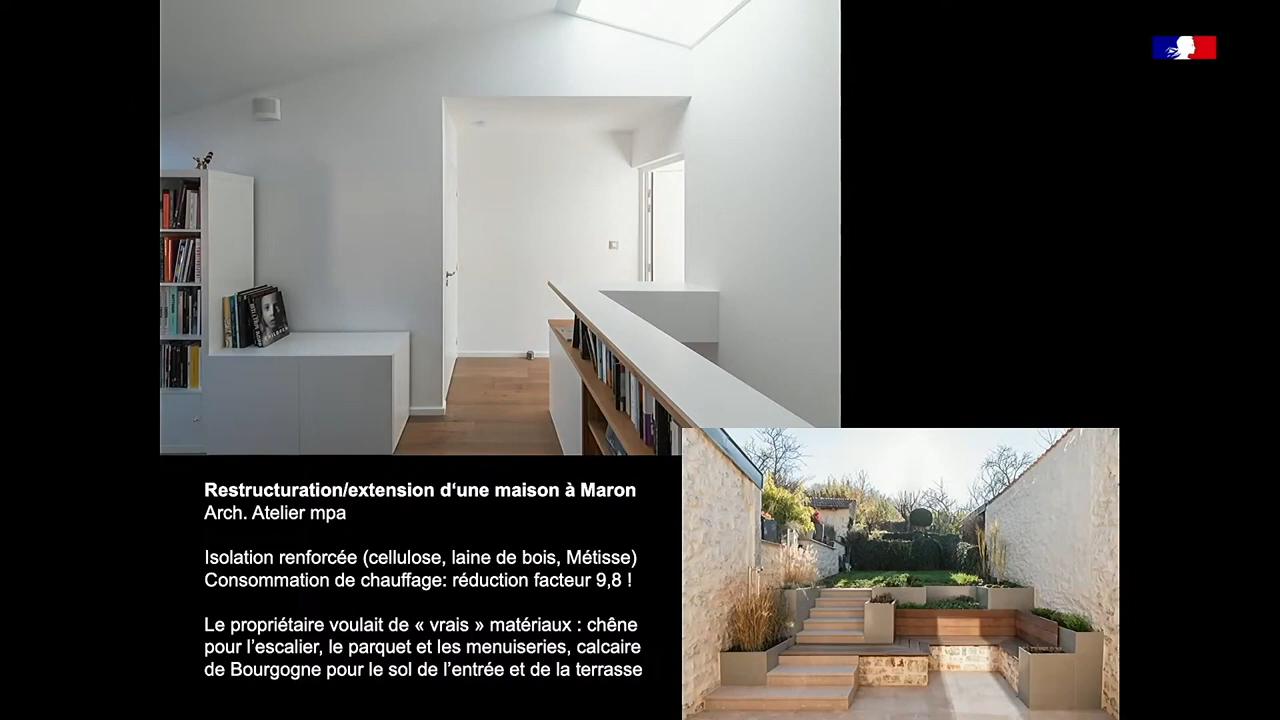 Restructuration/extension d‘une maison à Maron
Arch. Atelier mpa
Isolation renforcée (cellulose, laine de bois, Métisse)
Consommation de chauffage: réduction facteur 9,8 !
Le propriétaire voulait de « vrais » matériaux : chêne
pour l’escalier, le parquet et les menuiseries, calcaire
de Bourgogne pour le sol de l’entrée et de la terrasse